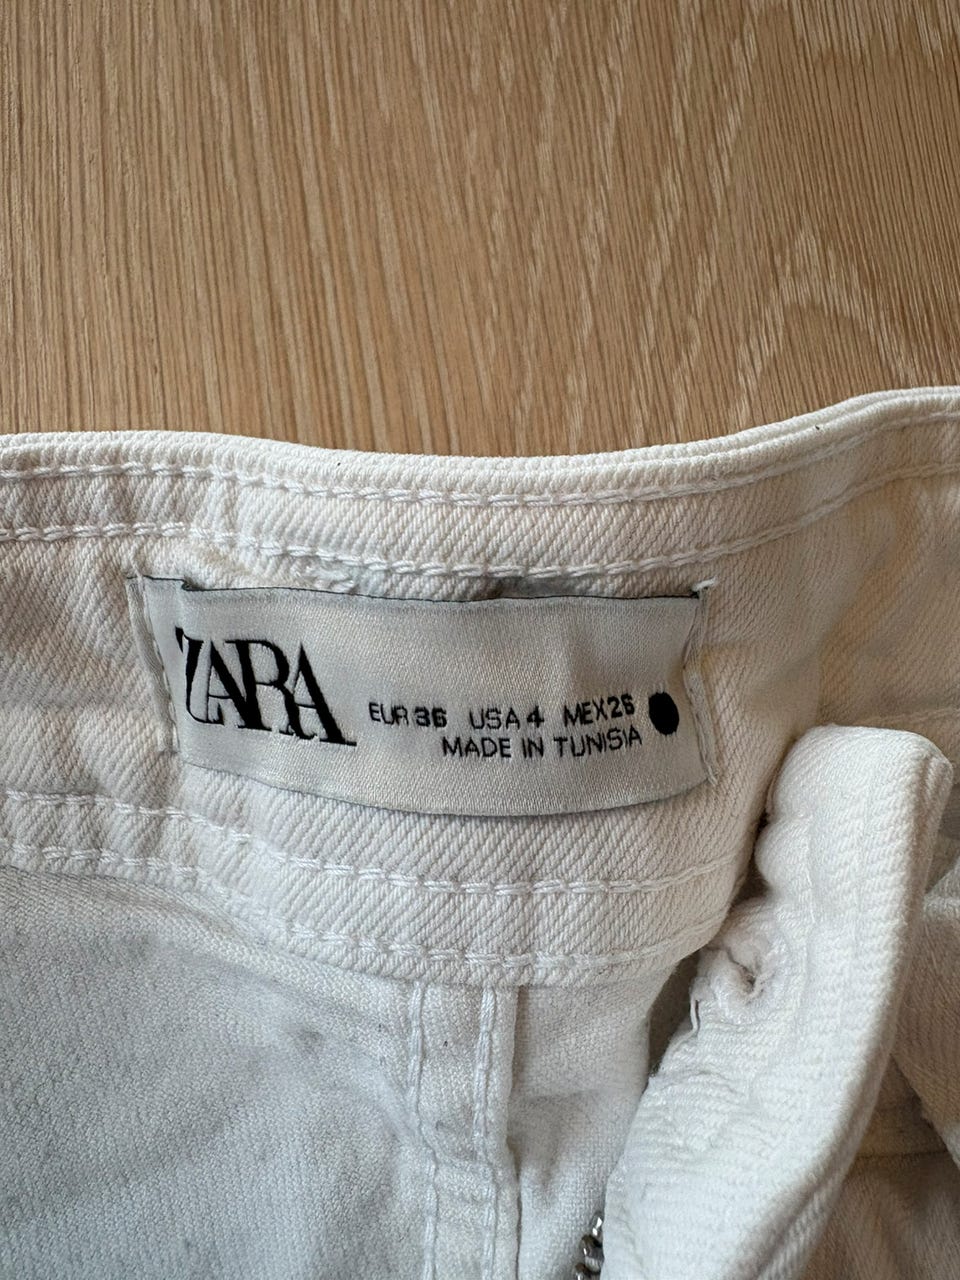 ZARA
EUR 36 USA 4 MEX 26
MADE IN TUNISIA